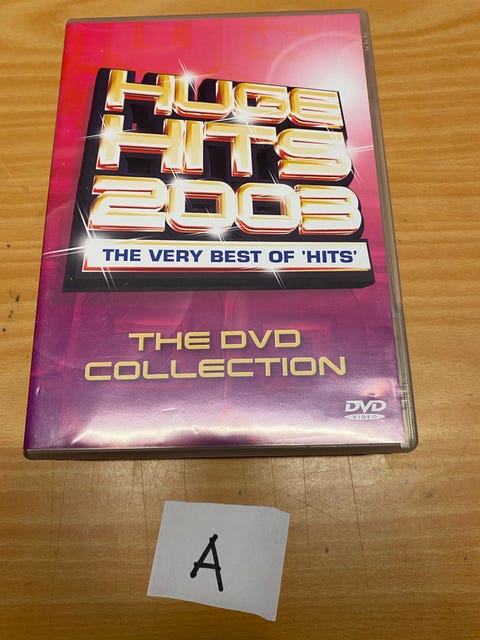 HUGE
HITS
2003
THE VERY BEST OF 'HITS'
THE DVD
COLLECTION
DVD
VIDEO
A